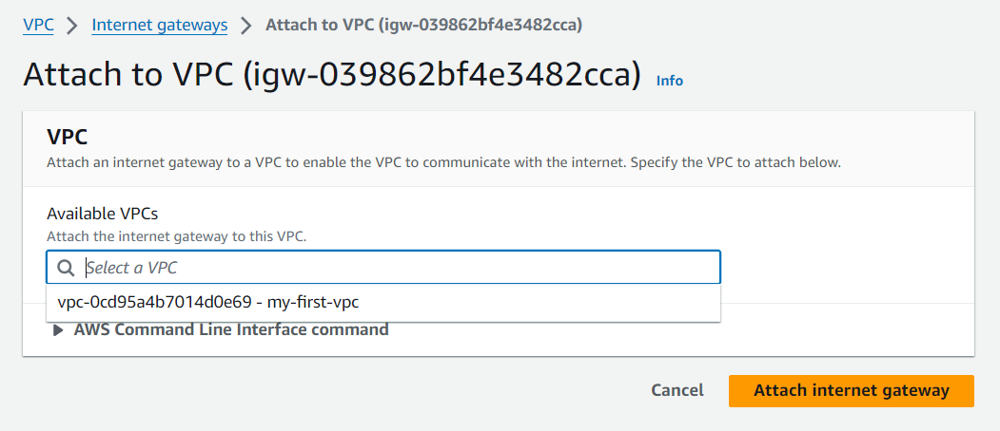 VPC > Internet gateways > Attach to VPC (igw-039862bf4e3482cca)
Attach to VPC (igw-039862bf4e3482cca) Info
VPC
Attach an internet gateway to a VPC to enable the VPC to communicate with the internet. Specify the VPC to attach below.
Available VPCs
Attach the internet gateway to this VPC.
Select a VPC
vpc-0cd95a4b7014d0e69 - my-first-vpc
AWS Command Line Interface command
Cancel Attach internet gateway